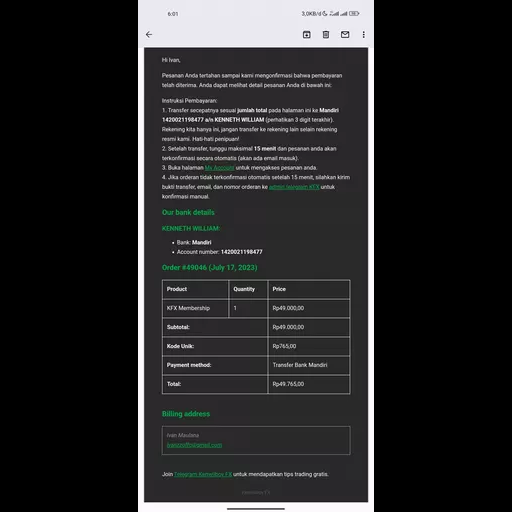 6:01
3,0KB/d
Hi Ivan,
Pesanan Anda tertahan sampai kami mengonfirmasi bahwa pembayaran
telah diterima. Anda dapat melihat detail pesanan Anda di bawah ini:
Instruksi Pembayaran:
1. Transfer secepatnya sesuai jumlah total pada halaman ini ke Mandiri
1420021198477 a/n KENNETH WILLIAM (perhatikan 3 digit terakhir).
Rekening kita hanya ini, jangan transfer ke rekening lain selain rekening
resmi kami. Hati-hati penipuan!
2. Setelah transfer, tunggu maksimal 15 menit dan pesanan anda akan
terkonfirmasi secara otomatis (akan ada email masuk).
3. Buka halaman My Account untuk mengakses pesanan anda.
4. Jika orderan tidak terkonfirmasi otomatis setelah 15 menit, silahkan kirim
bukti transfer, email, dan nomor orderan ke admin telegram KFX untuk
konfirmasi manual.
Our bank details
KENNETH WILLIAM:
Bank: Mandiri
Account number: 1420021198477
Order #49046 (July 17, 2023)
Product Quantity Price
KFX Membership 1 Rp49.000,00
Subtotal: Rp49.000,00
Kode Unik: Rp765,00
Payment method: Transfer Bank Mandiri
Total: Rp49.765,00
Billing address
Ivan Maulana
Join Telegram untuk mendapatkan tips trading gratis.